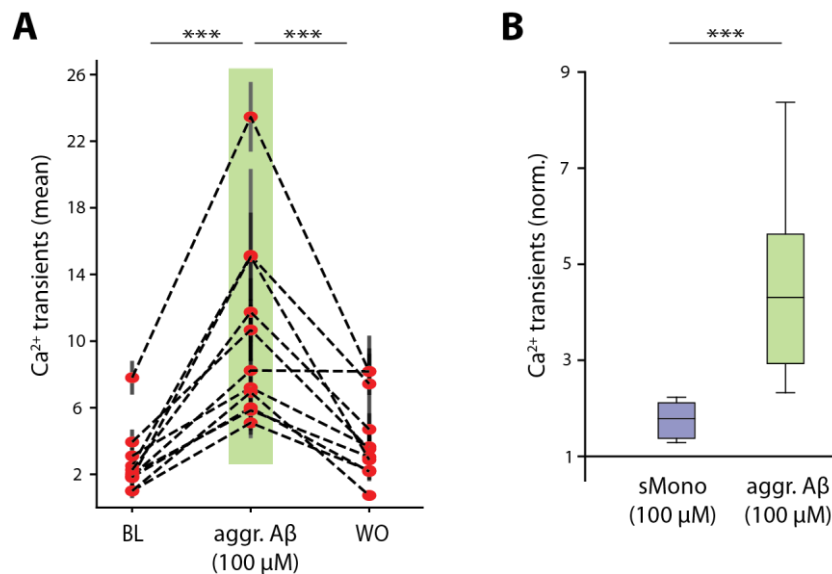 A
*** ***
26
22
18
14
10
6
2
Ca²⁺ transients (mean)
BL
aggr. Aβ
(100 µM)
WO
B
***
9
7
5
3
1
Ca²⁺ transients (norm.)
sMono
(100 µM)
aggr. Aβ
(100 µM)